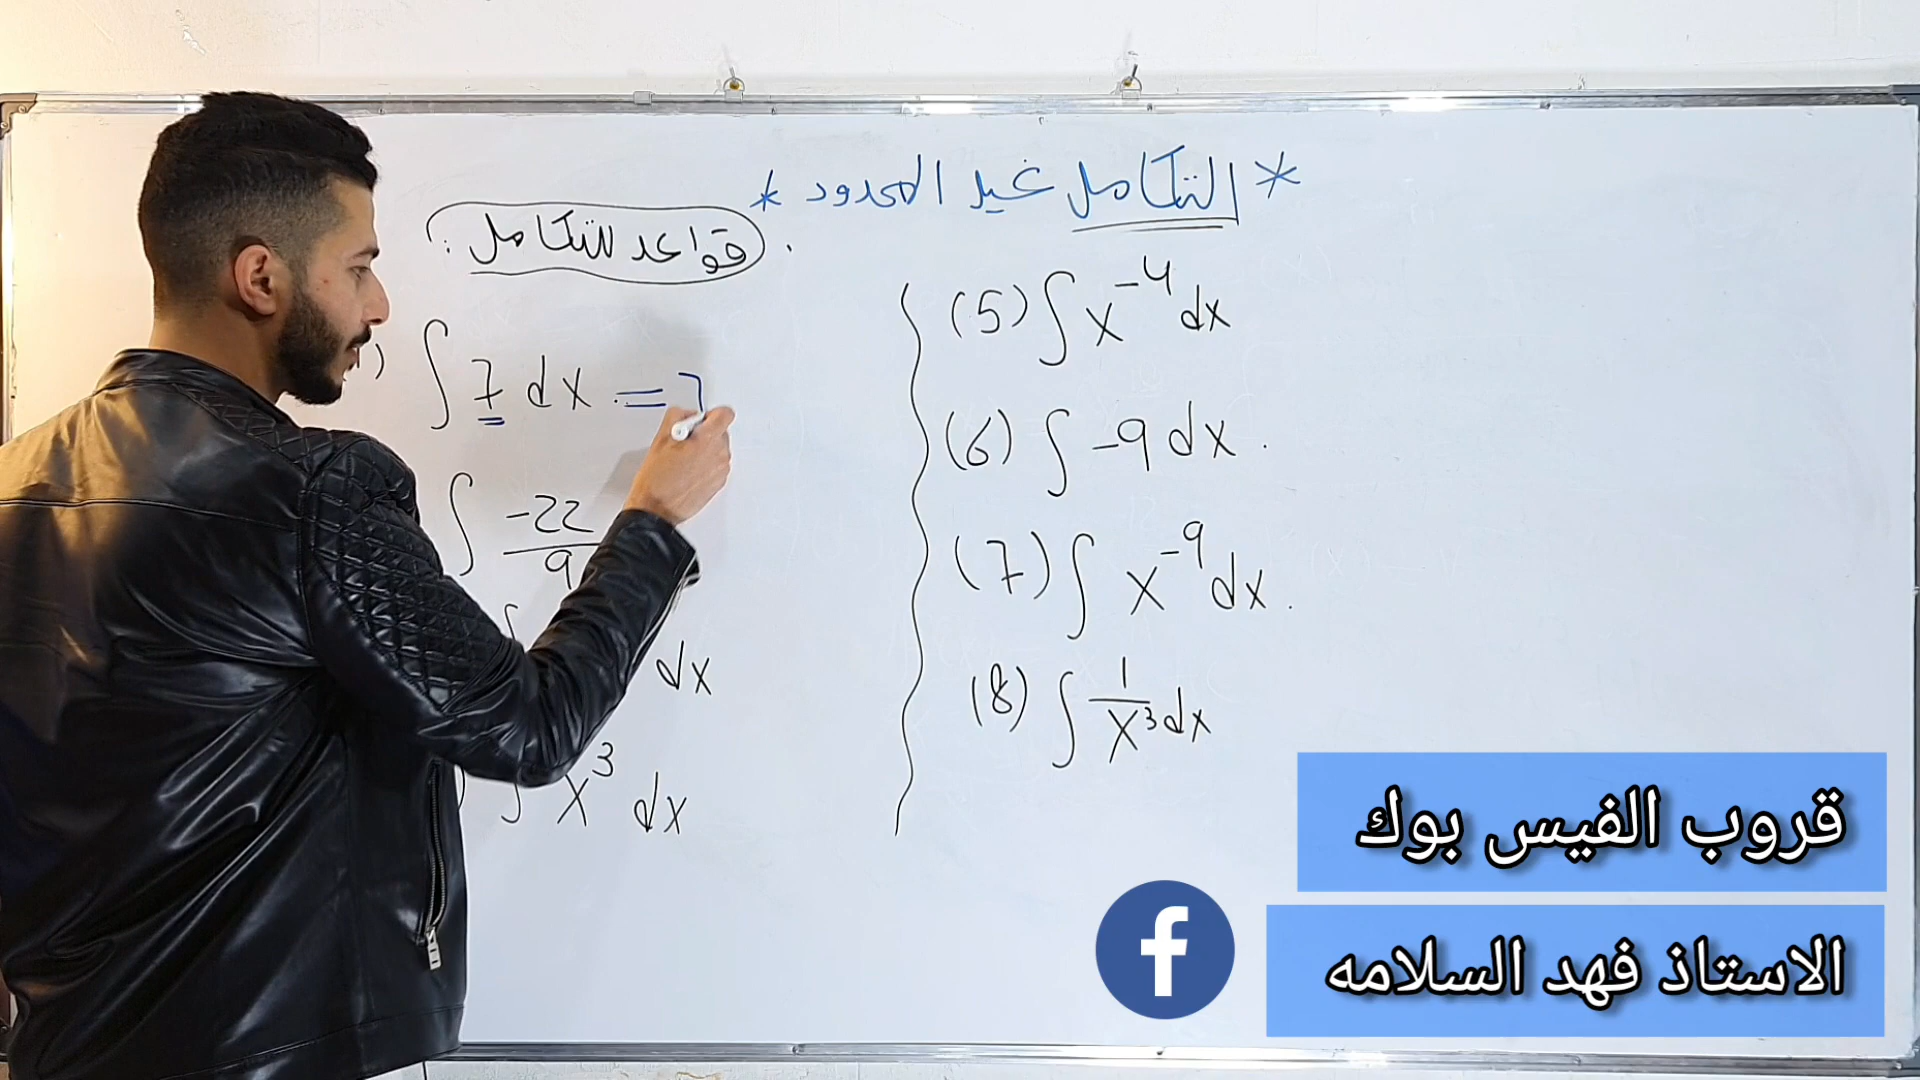 * التكامل غير المحدود *
قواعد للتكامل :
) ∫ 7 dx = 7
∫ -22/9
dx
∫ x³ dx
(5) ∫ x⁻⁴ dx
(6) ∫ -9 dx .
(7) ∫ x⁻⁹ dx .
(8) ∫ 1/x³ dx
قروب الفيس بوك
الاستاذ فهد السلامه
f